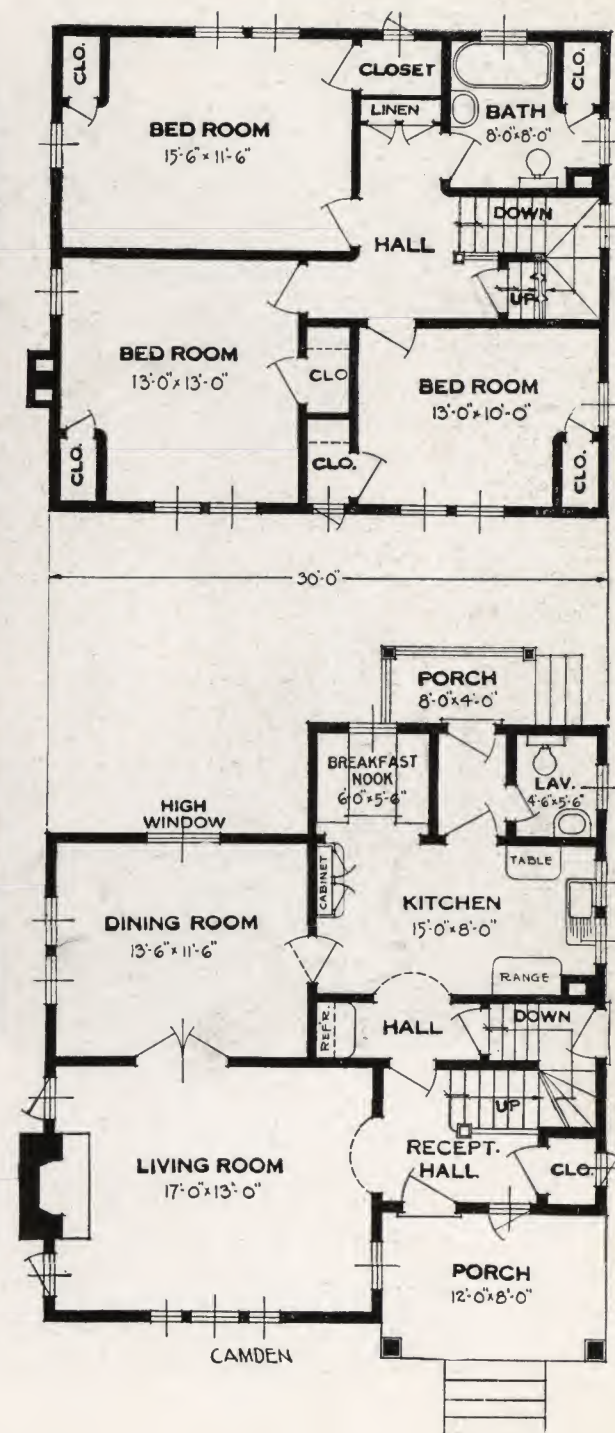 CLO.
CLOSET
CLO.
LINEN
BATH
8'-0"x8'-0"
BED ROOM
15'-6" x 11'-6"
DOWN
HALL
UP
BED ROOM
13'-0"x13'-0"
CLO
BED ROOM
13'-0"x10'-0"
CLO.
CLO.
CLO.
30'-0"
PORCH
8'-0"x4'-0"
BREAKFAST
NOOK
6'-0"x5'-6"
LAV.
4'-6"x5'-6"
HIGH
WINDOW
TABLE
CABINET
KITCHEN
15'-0"x8'-0"
DINING ROOM
13'-6"x11'-6"
RANGE
REFR.
HALL
DOWN
UP
RECEPT.
HALL
CLO.
LIVING ROOM
17'-0"x13'-0"
PORCH
12'-0"x8'-0"
CAMDEN